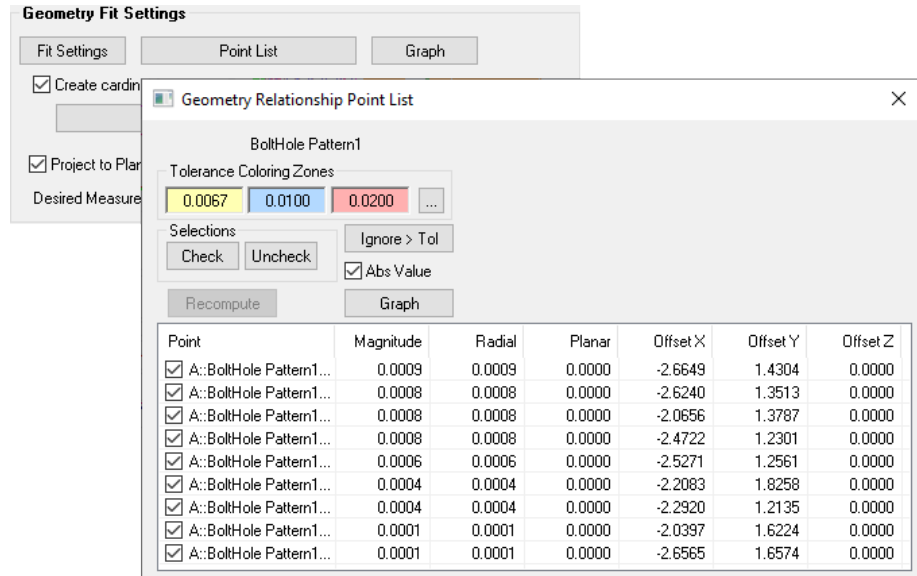 Geometry Fit Settings
Fit Settings Point List Graph
Create cardin
Geometry Relationship Point List
BoltHole Pattern1
Project to Plan
Tolerance Coloring Zones
Desired Measure
0.0067 0.0100 0.0200 ...
Selections
Ignore > Tol
Check Uncheck
Abs Value
Recompute Graph
Point Magnitude Radial Planar Offset X Offset Y Offset Z
A::BoltHole Pattern1... 0.0009 0.0009 0.0000 -2.6649 1.4304 0.0000
A::BoltHole Pattern1... 0.0008 0.0008 0.0000 -2.6240 1.3513 0.0000
A::BoltHole Pattern1... 0.0008 0.0008 0.0000 -2.0656 1.3787 0.0000
A::BoltHole Pattern1... 0.0008 0.0008 0.0000 -2.4722 1.2301 0.0000
A::BoltHole Pattern1... 0.0006 0.0006 0.0000 -2.5271 1.2561 0.0000
A::BoltHole Pattern1... 0.0004 0.0004 0.0000 -2.2083 1.8258 0.0000
A::BoltHole Pattern1... 0.0004 0.0004 0.0000 -2.2920 1.2135 0.0000
A::BoltHole Pattern1... 0.0001 0.0001 0.0000 -2.0397 1.6224 0.0000
A::BoltHole Pattern1... 0.0001 0.0001 0.0000 -2.6565 1.6574 0.0000